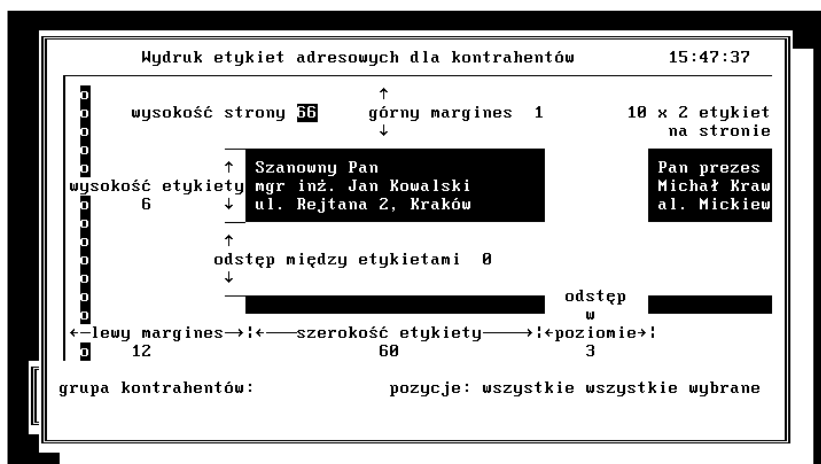 Wydruk etykiet adresowych dla kontrahentów 15:47:37
wysokość strony 66 górny margines 1 10 x 2 etykiet
na stronie
Szanowny Pan Pan prezes
wysokość etykiety mgr inż. Jan Kowalski Michał Kraw
6 ul. Rejtana 2, Kraków al. Mickiew
odstęp między etykietami 0
odstęp
w
lewy margines szerokość etykiety poziomie
12 60 3
grupa kontrahentów: pozycje: wszystkie wszystkie wybrane